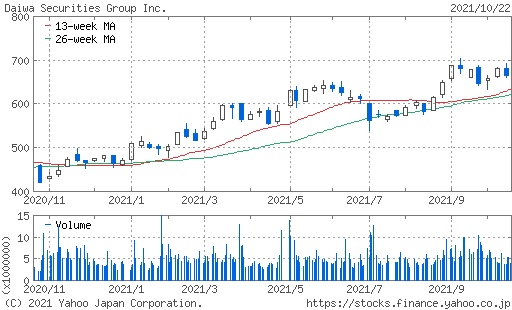 Daiwa Securities Group Inc. 2021/10/22
800
13-week MA
26-week MA
700
600
500
400
2020/11 2021/1 2021/3 2021/5 2021/7 2021/9
15
Volume
10
5
0
(x10000000)
2020/11 2021/1 2021/3 2021/5 2021/7 2021/9
(C) 2021 Yahoo Japan Corporation. https://stocks.finance.yahoo.co.jp/